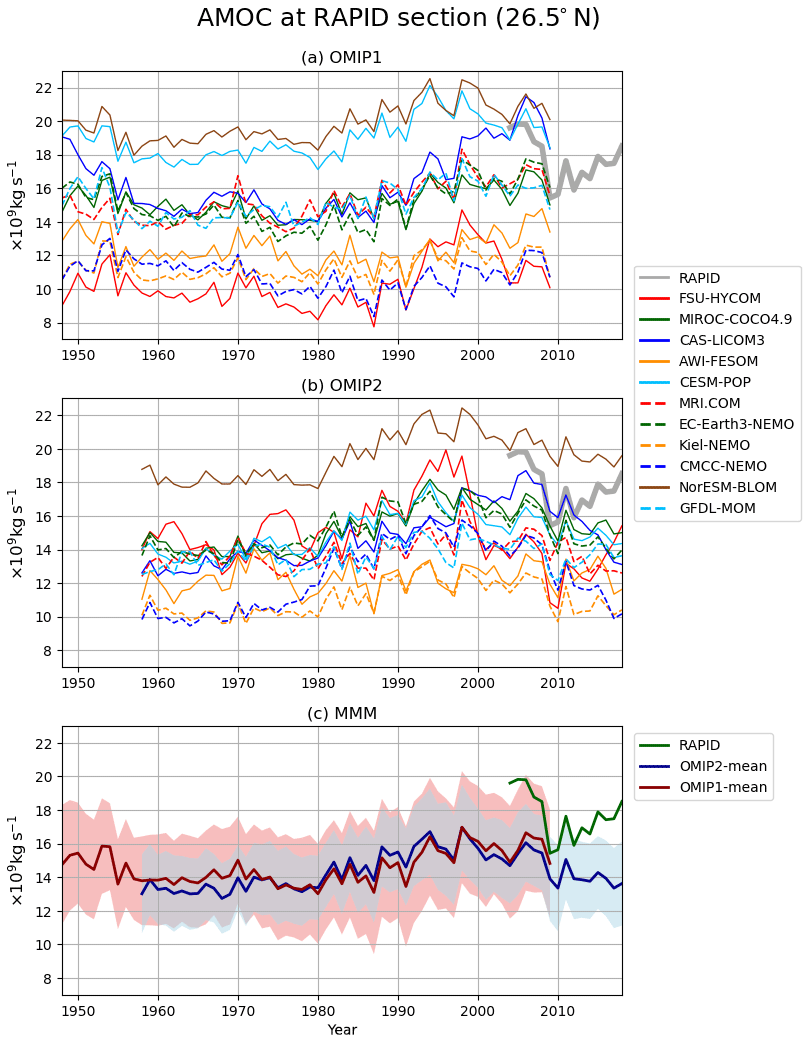 AMOC at RAPID section (26.5°N)
(a) OMIP1
22
20
18
16
14
12
10
8
×10⁹kg s⁻¹
1950 1960 1970 1980 1990 2000 2010
RAPID
FSU-HYCOM
MIROC-COCO4.9
CAS-LICOM3
AWI-FESOM
CESM-POP
MRI.COM
EC-Earth3-NEMO
Kiel-NEMO
CMCC-NEMO
NorESM-BLOM
GFDL-MOM
(b) OMIP2
22
20
18
16
14
12
10
8
×10⁹kg s⁻¹
1950 1960 1970 1980 1990 2000 2010
(c) MMM
22
20
18
16
14
12
10
8
×10⁹kg s⁻¹
1950 1960 1970 1980 1990 2000 2010
Year
RAPID
OMIP2-mean
OMIP1-mean